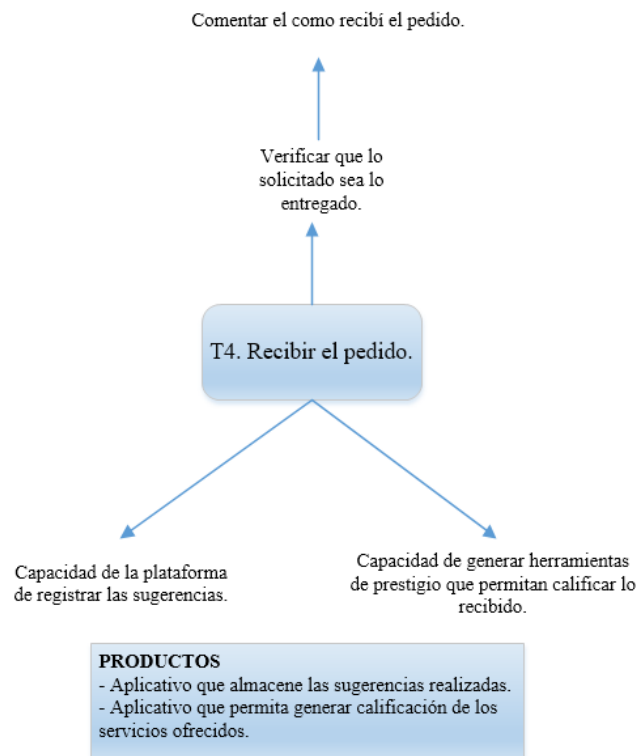 Comentar el como recibí el pedido.
Verificar que lo
solicitado sea lo
entregado.
T4. Recibir el pedido.
Capacidad de la plataforma
de registrar las sugerencias.
Capacidad de generar herramientas
de prestigio que permitan calificar lo
recibido.
PRODUCTOS
- Aplicativo que almacene las sugerencias realizadas.
- Aplicativo que permita generar calificación de los
servicios ofrecidos.